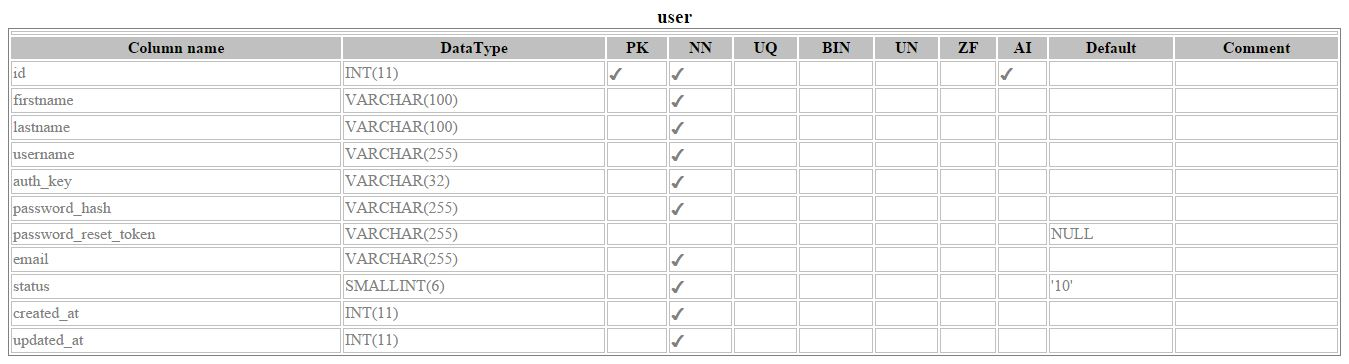 user
Column name DataType PK NN UQ BIN UN ZF AI Default Comment
id INT(11) ✓ ✓ ✓
firstname VARCHAR(100) ✓
lastname VARCHAR(100) ✓
username VARCHAR(255) ✓
auth_key VARCHAR(32) ✓
password_hash VARCHAR(255) ✓
password_reset_token VARCHAR(255) NULL
email VARCHAR(255) ✓
status SMALLINT(6) ✓ '10'
created_at INT(11) ✓
updated_at INT(11) ✓